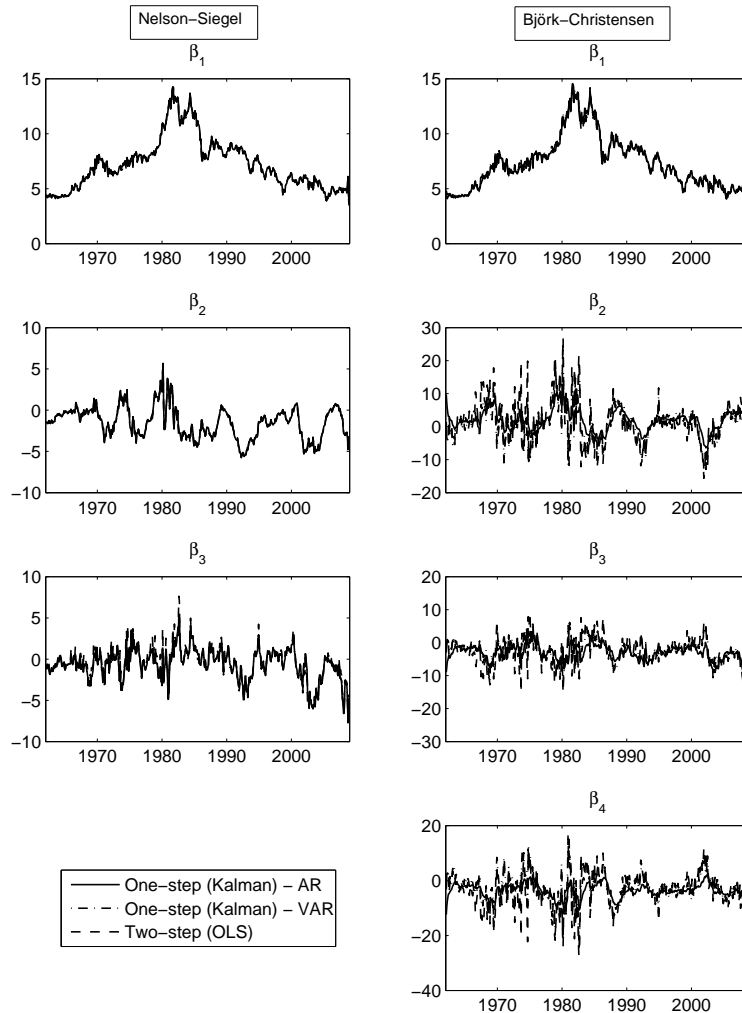 Nelson−Siegel
Björk−Christensen
β1
15
10
5
0
1970 1980 1990 2000
β1
15
10
5
0
1970 1980 1990 2000
β2
10
5
0
−5
−10
1970 1980 1990 2000
β2
30
20
10
0
−10
−20
1970 1980 1990 2000
β3
10
5
0
−5
−10
1970 1980 1990 2000
β3
20
10
0
−10
−20
−30
1970 1980 1990 2000
β4
20
0
−20
−40
1970 1980 1990 2000
One−step (Kalman) − AR
One−step (Kalman) − VAR
Two−step (OLS)